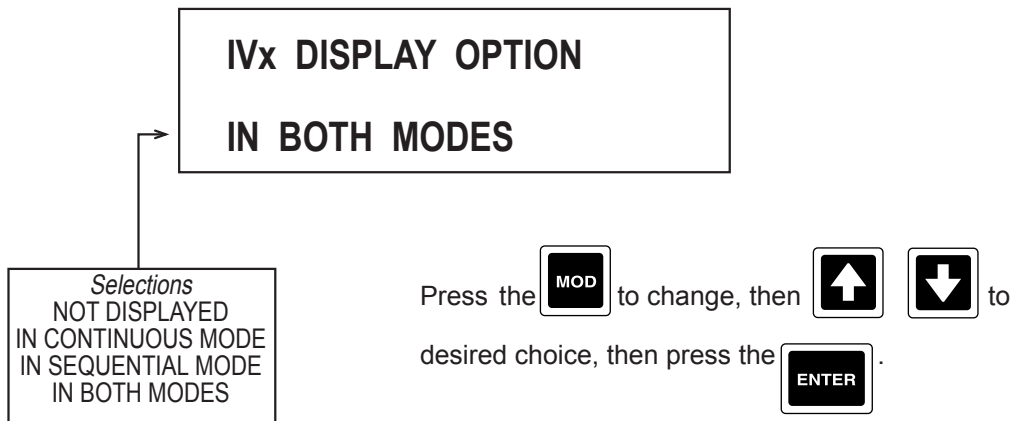 IVx DISPLAY OPTION
IN BOTH MODES
Selections
NOT DISPLAYED
IN CONTINUOUS MODE
IN SEQUENTIAL MODE
IN BOTH MODES
Press the MOD to change, then to
desired choice, then press the ENTER .